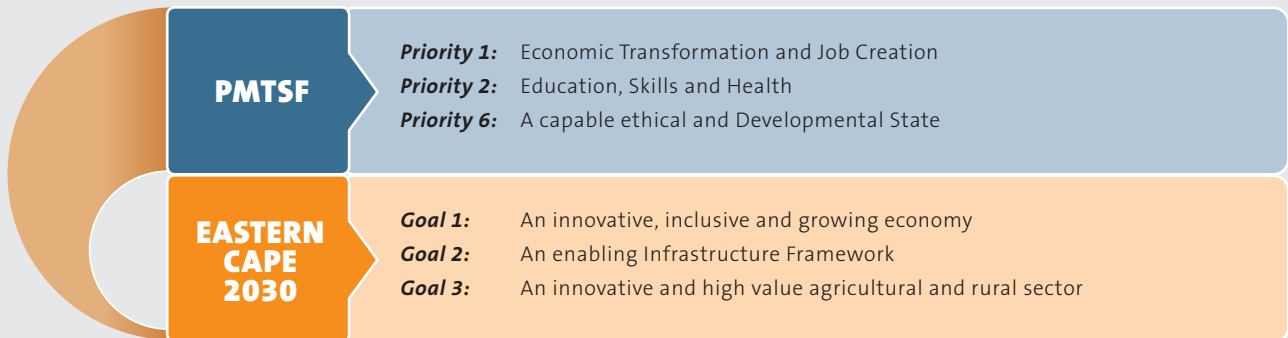 PMTSF
Priority 1: Economic Transformation and Job Creation
Priority 2: Education, Skills and Health
Priority 6: A capable ethical and Developmental State
EASTERN
CAPE
2030
Goal 1: An innovative, inclusive and growing economy
Goal 2: An enabling Infrastructure Framework
Goal 3: An innovative and high value agricultural and rural sector